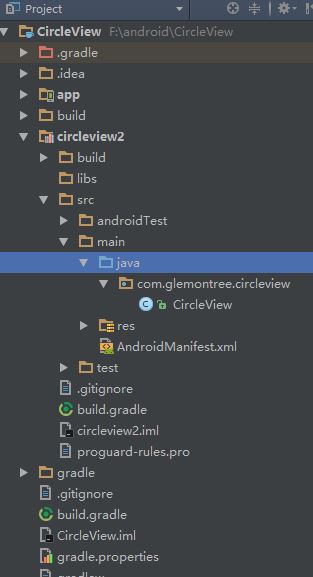 Project
CircleView F:\android\CircleView
.gradle
.idea
app
build
circleview2
build
libs
src
androidTest
main
java
com.glemontree.circleview
CircleView
res
AndroidManifest.xml
test
.gitignore
build.gradle
circleview2.iml
proguard-rules.pro
gradle
.gitignore
build.gradle
CircleView.iml
gradle.properties
gradlew